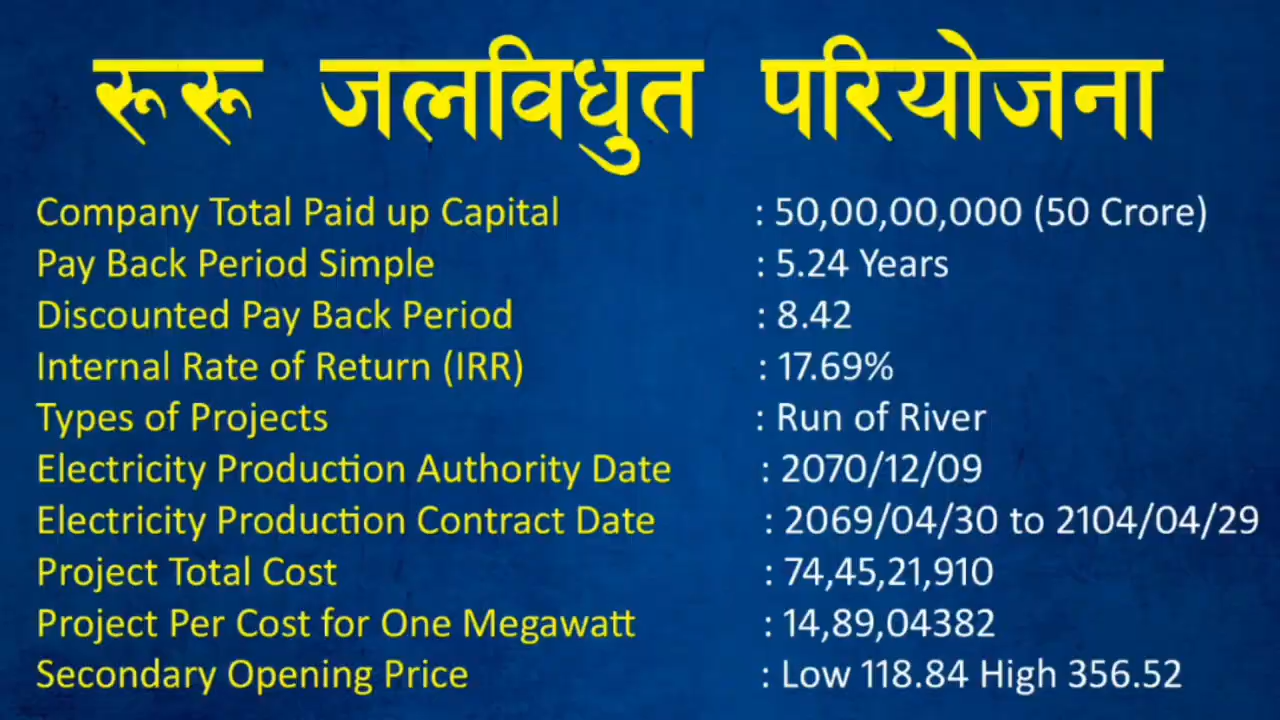 रूरू जलविधुत परियोजना
Company Total Paid up Capital : 50,00,00,000 (50 Crore)
Pay Back Period Simple : 5.24 Years
Discounted Pay Back Period : 8.42
Internal Rate of Return (IRR) : 17.69%
Types of Projects : Run of River
Electricity Production Authority Date : 2070/12/09
Electricity Production Contract Date : 2069/04/30 to 2104/04/29
Project Total Cost : 74,45,21,910
Project Per Cost for One Megawatt : 14,89,04382
Secondary Opening Price : Low 118.84 High 356.52